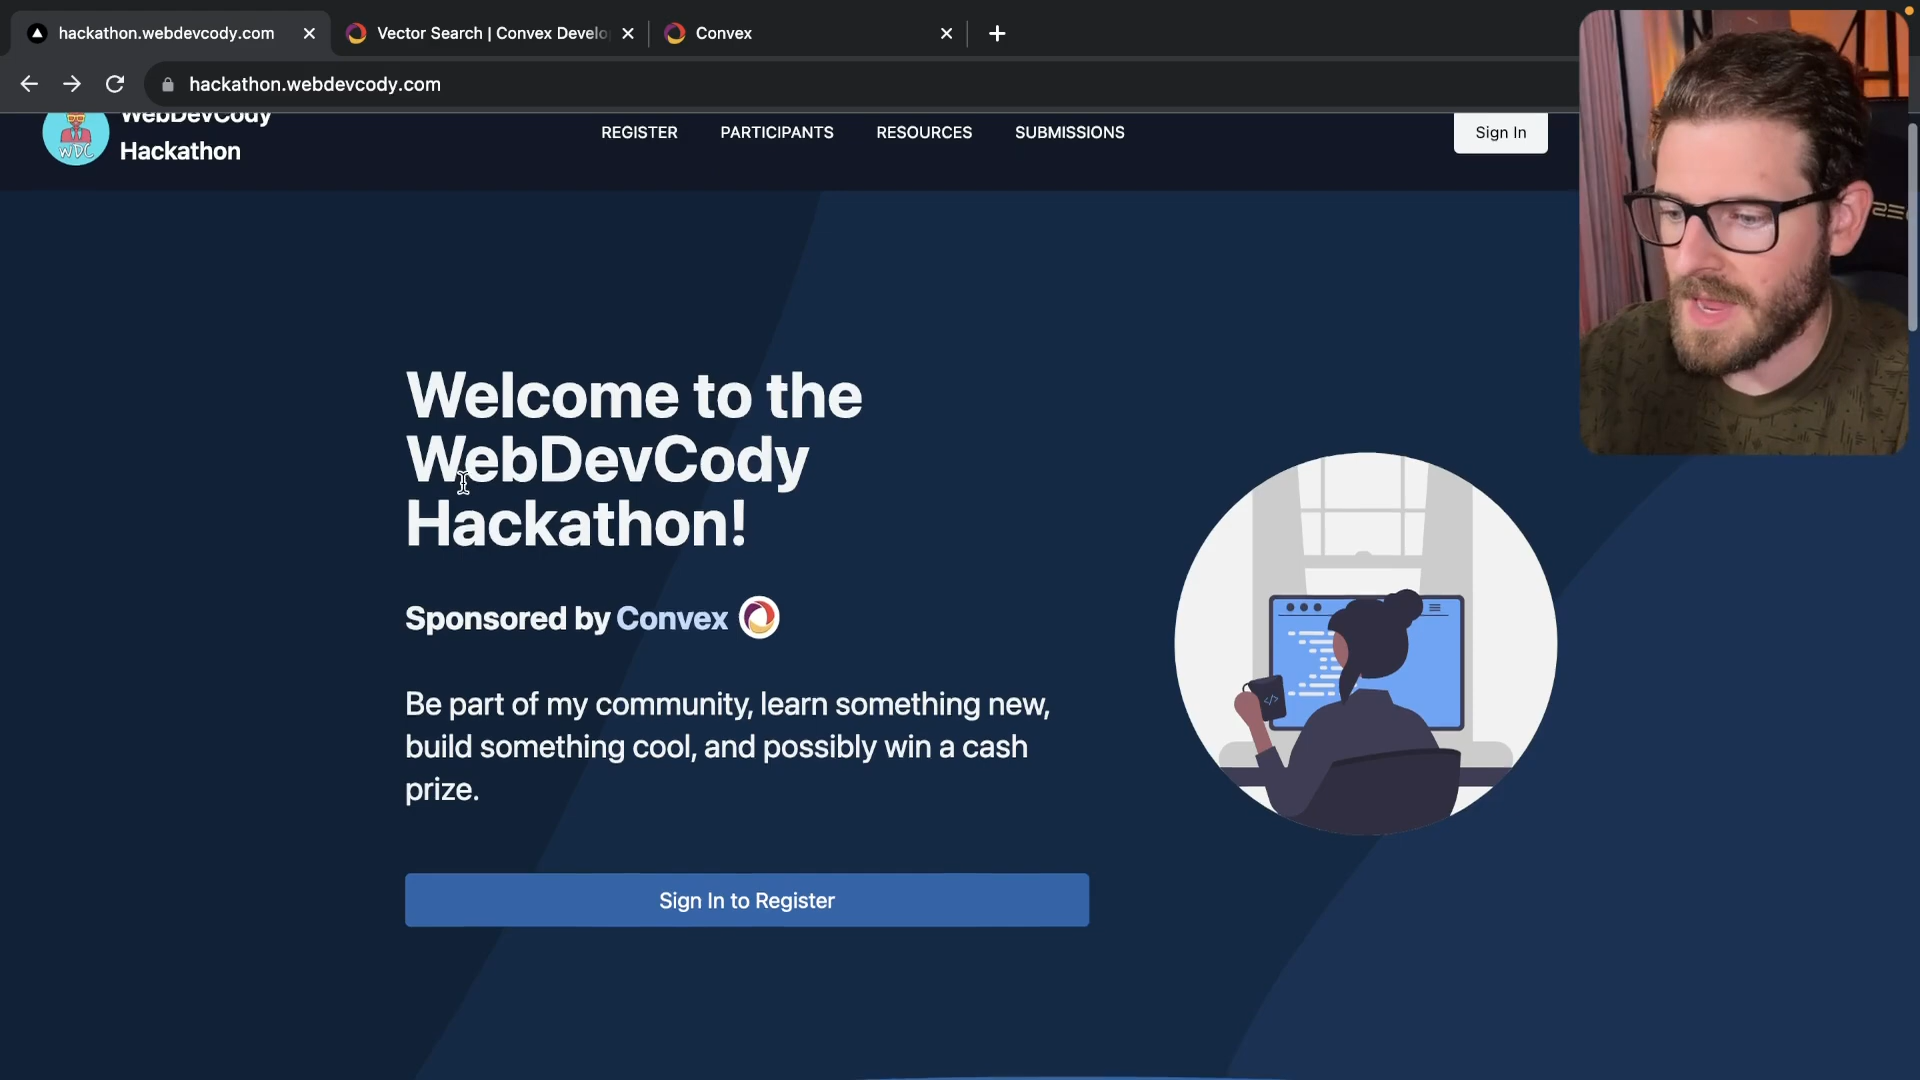 hackathon.webdevcody.com
Vector Search | Convex Develo
Convex
hackathon.webdevcody.com
WebDevCody
Hackathon
WDC
REGISTER
PARTICIPANTS
RESOURCES
SUBMISSIONS
Sign In
Welcome to the
WebDevCody
Hackathon!
Sponsored by Convex
Be part of my community, learn something new,
build something cool, and possibly win a cash
prize.
Sign In to Register